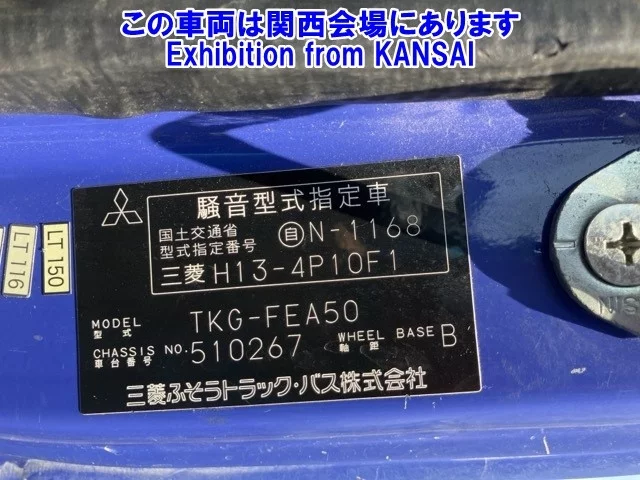 この車両は関西会場にあります
Exhibition from KANSAI
騒音型式指定車
国土交通省
型式指定番号 自N-1168
三菱 H13-4P10F1
MODEL 型式 TKG-FEA50
CHASSIS NO. 車台番号 510267 WHEEL BASE 軸距 B
三菱ふそうトラック・バス株式会社
LT 150
LT 116
NIS